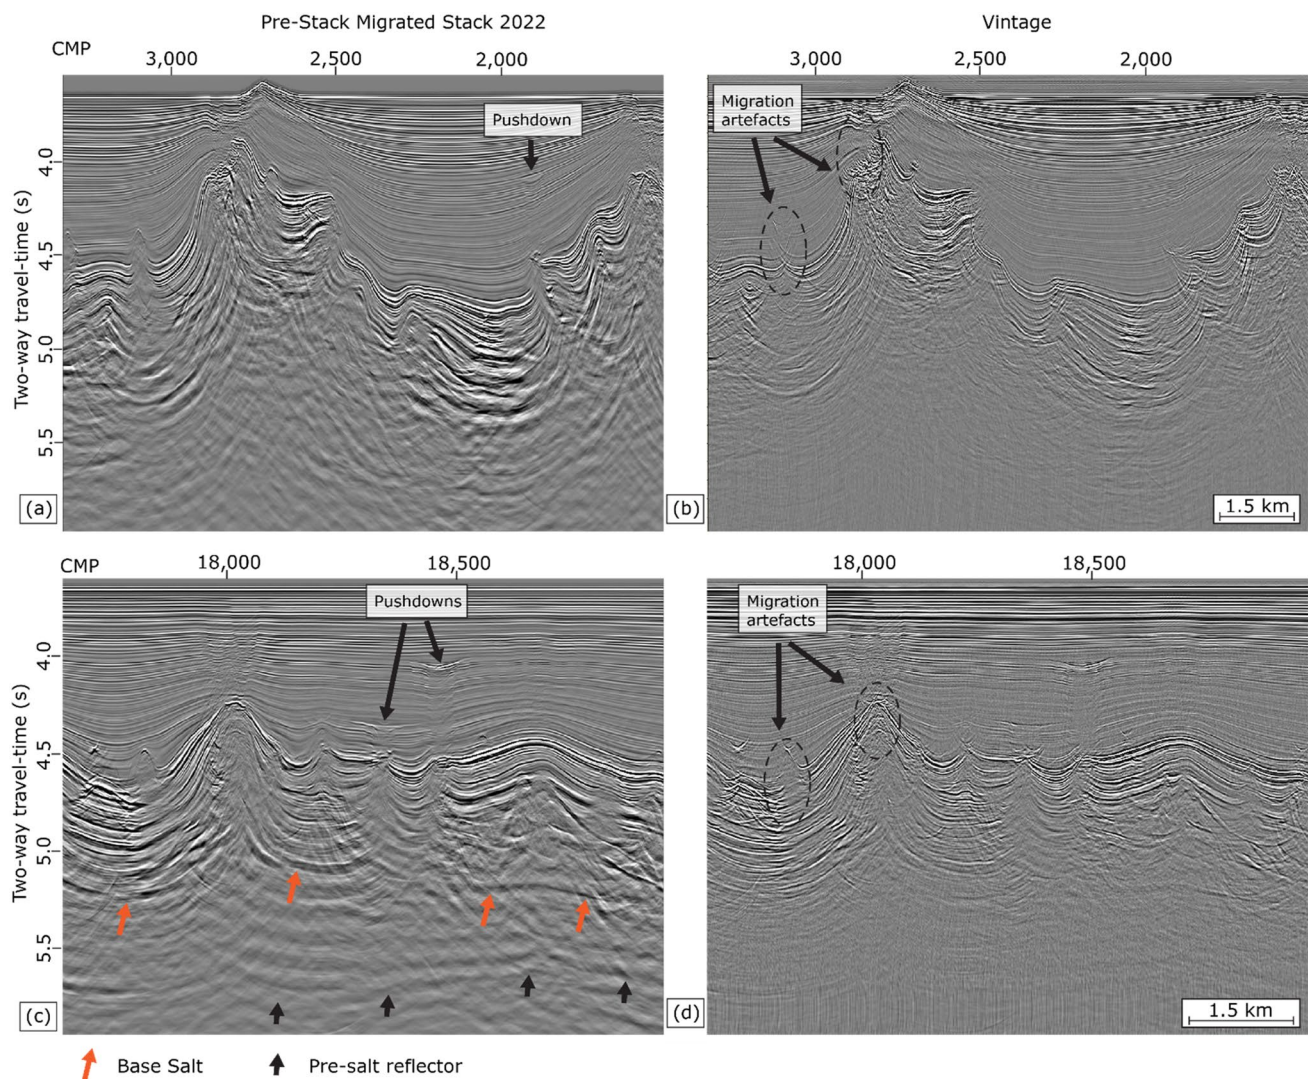 Pre-Stack Migrated Stack 2022
Vintage
CMP
3,000
2,500
2,000
3,000
2,500
2,000
Migration
artefacts
Pushdown
Two-way travel-time (s)
4.0
4.5
5.0
5.5
(a)
(b)
1.5 km
CMP
18,000
18,500
18,000
18,500
Pushdowns
Migration
artefacts
Two-way travel-time (s)
4.0
4.5
5.0
5.5
(c)
(d)
1.5 km
Base Salt
Pre-salt reflector